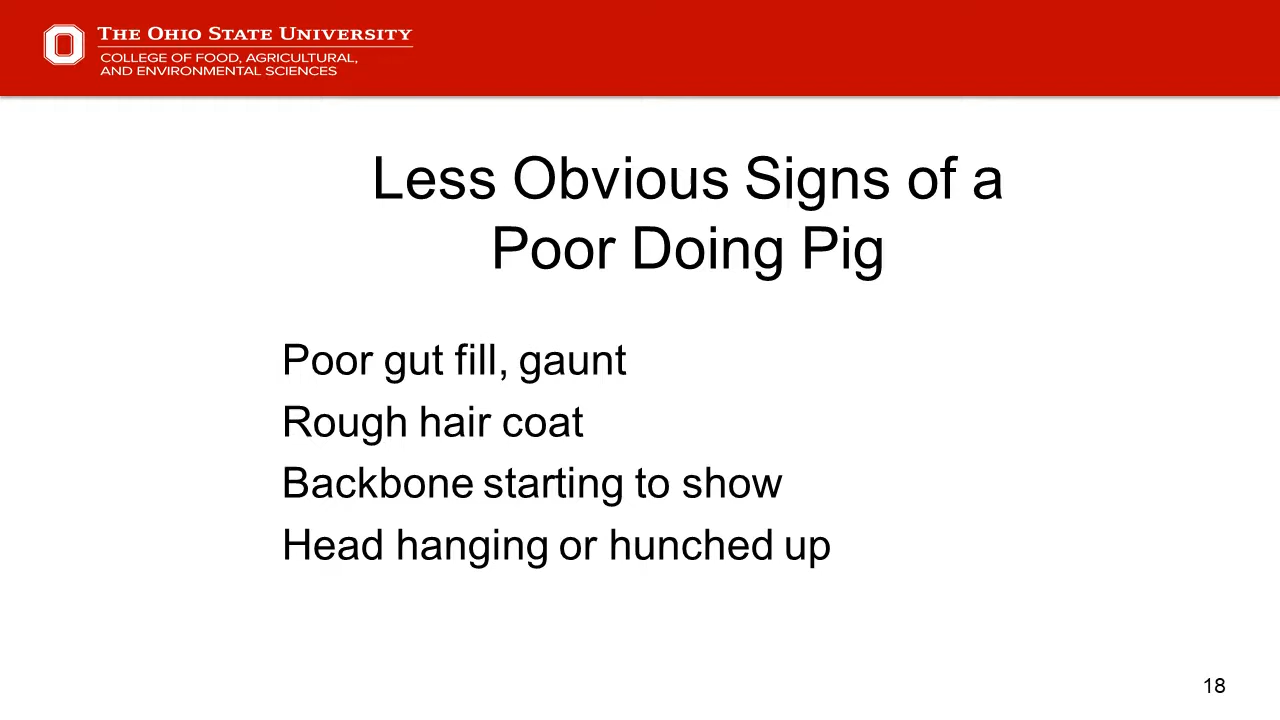 THE OHIO STATE UNIVERSITY
COLLEGE OF FOOD, AGRICULTURAL,
AND ENVIRONMENTAL SCIENCES
Less Obvious Signs of a
Poor Doing Pig
Poor gut fill, gaunt
Rough hair coat
Backbone starting to show
Head hanging or hunched up
18